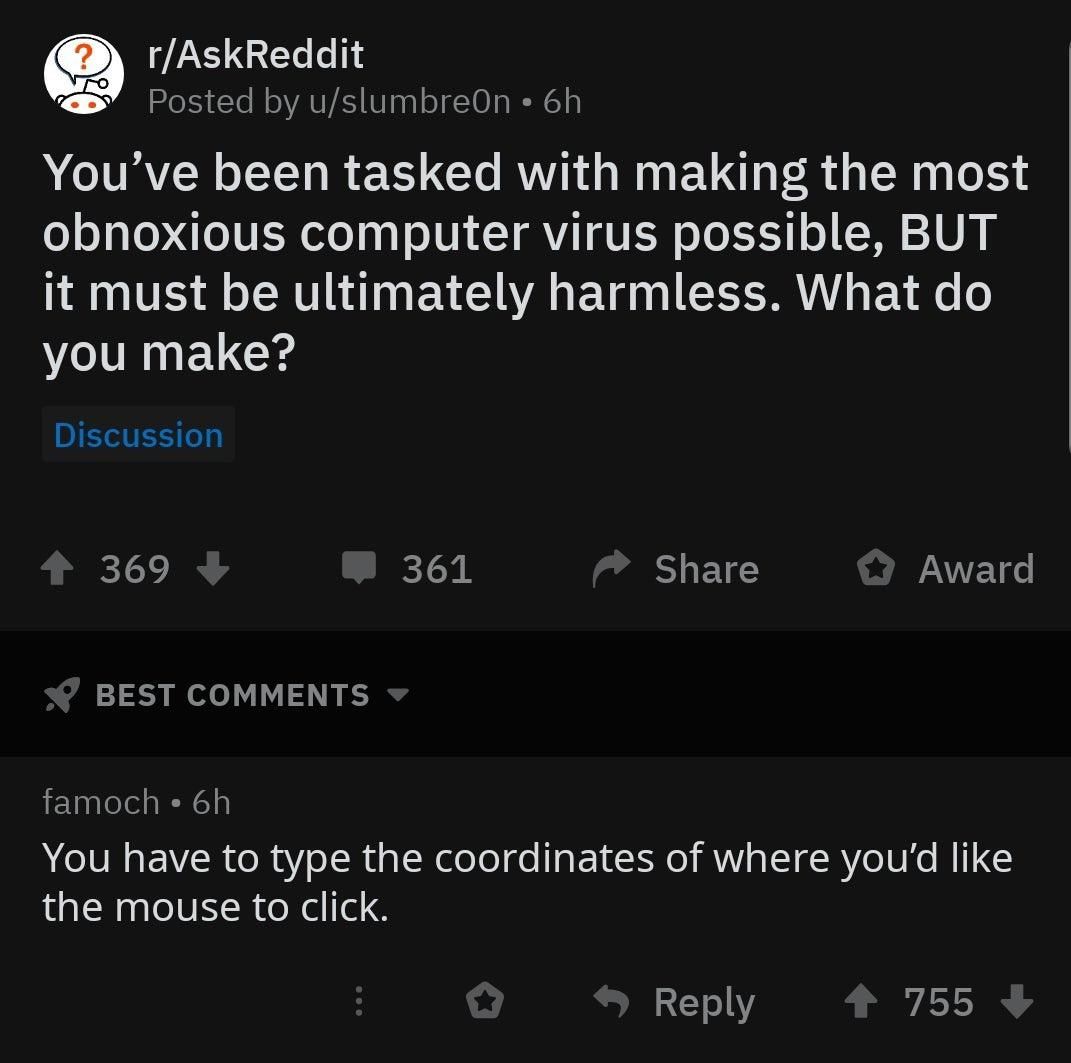 r/AskReddit
Posted by u/slumbre0n • 6h
You’ve been tasked with making the most
obnoxious computer virus possible, BUT
it must be ultimately harmless. What do
you make?
Discussion
369 361 Share Award
BEST COMMENTS
famoch • 6h
You have to type the coordinates of where you’d like
the mouse to click.
Reply 755